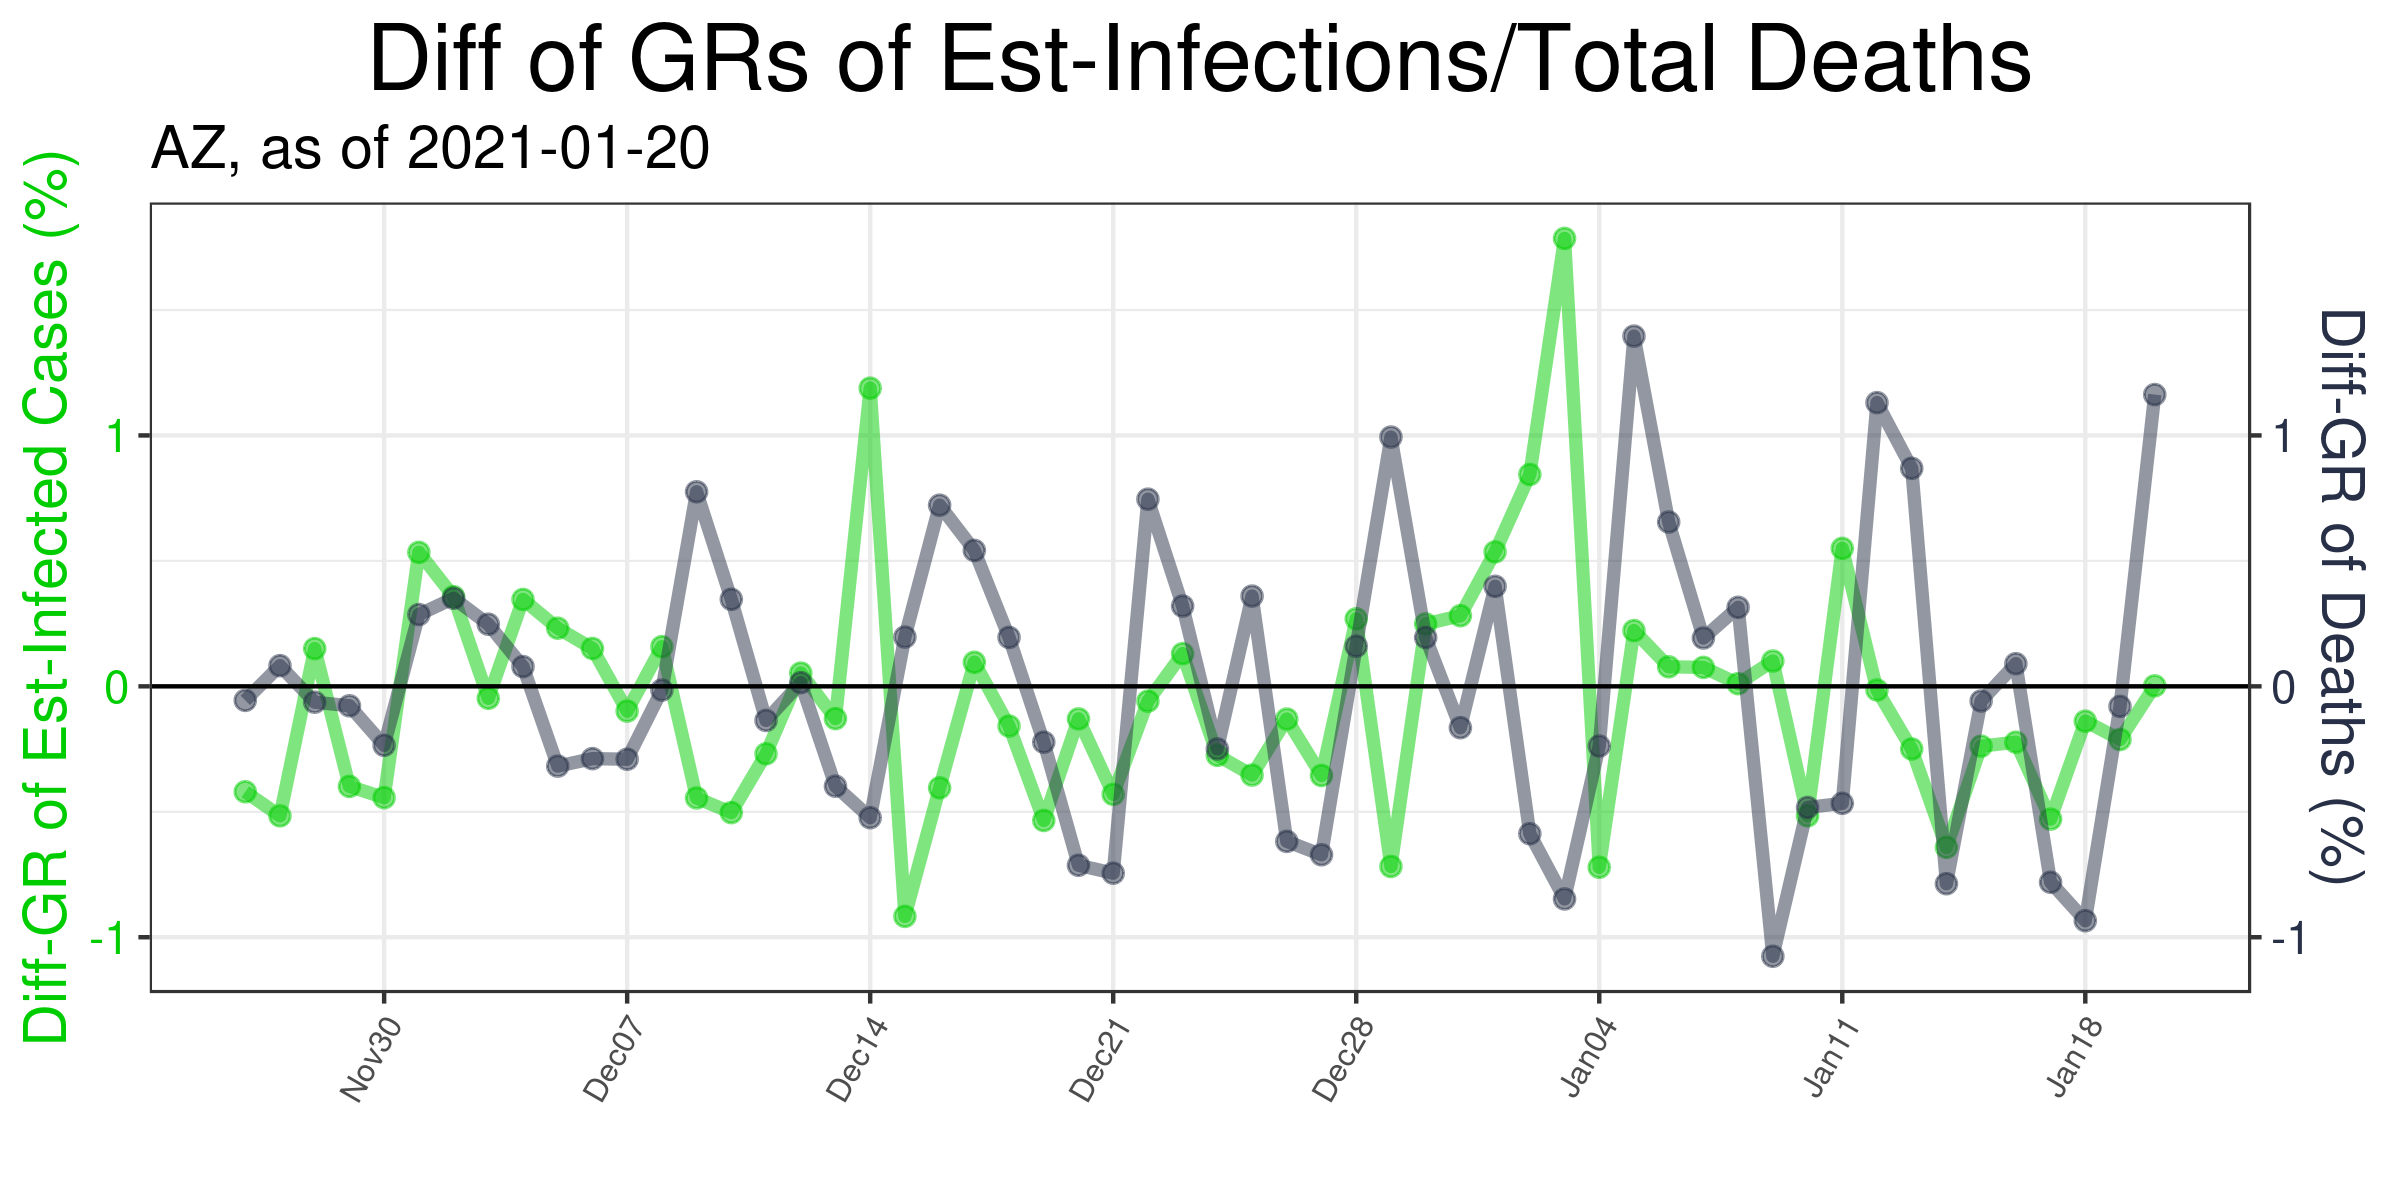 Diff of GRs of Est-Infections/Total Deaths
AZ, as of 2021-01-20
Diff-GR of Est-Infected Cases (%)
1
0
-1
1
0
-1
Diff-GR of Deaths (%)
Nov30
Dec07
Dec14
Dec21
Dec28
Jan04
Jan11
Jan18